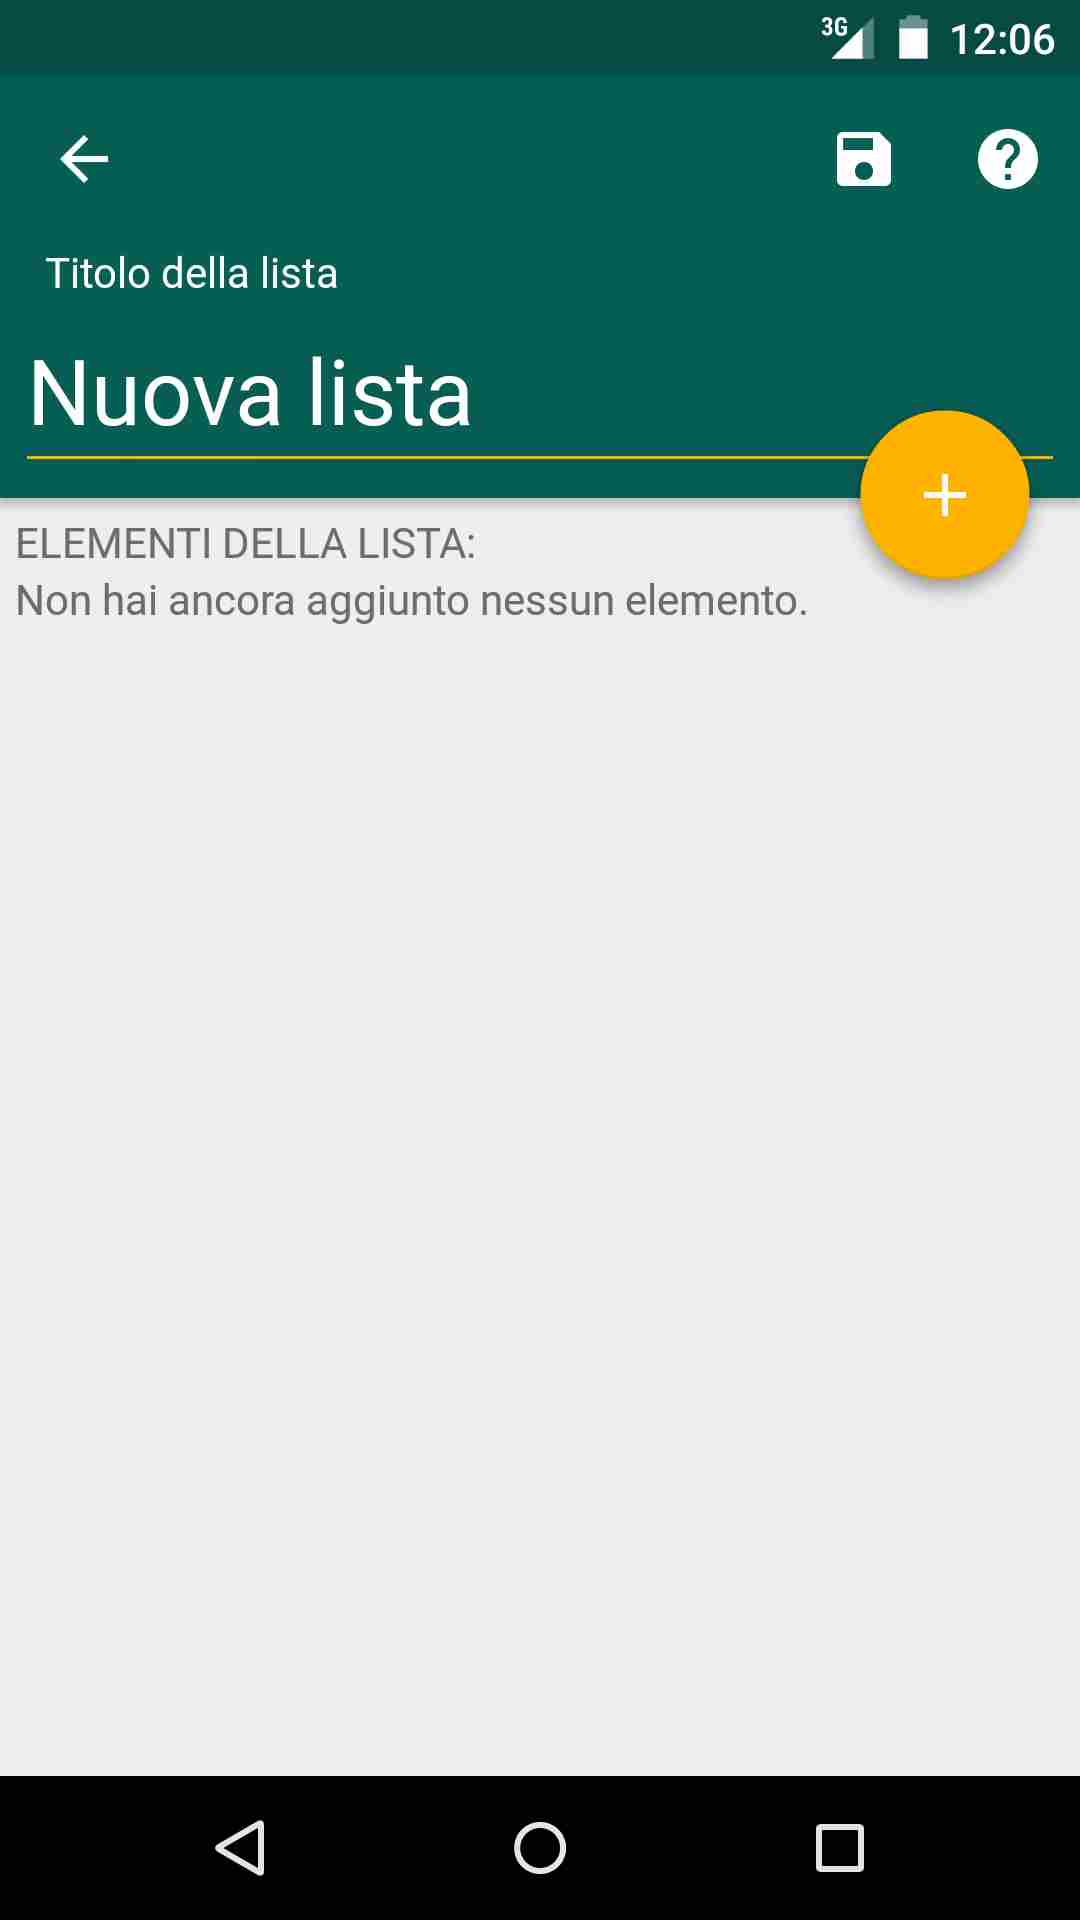 3G 12:06
Titolo della lista
Nuova lista
ELEMENTI DELLA LISTA:
Non hai ancora aggiunto nessun elemento.